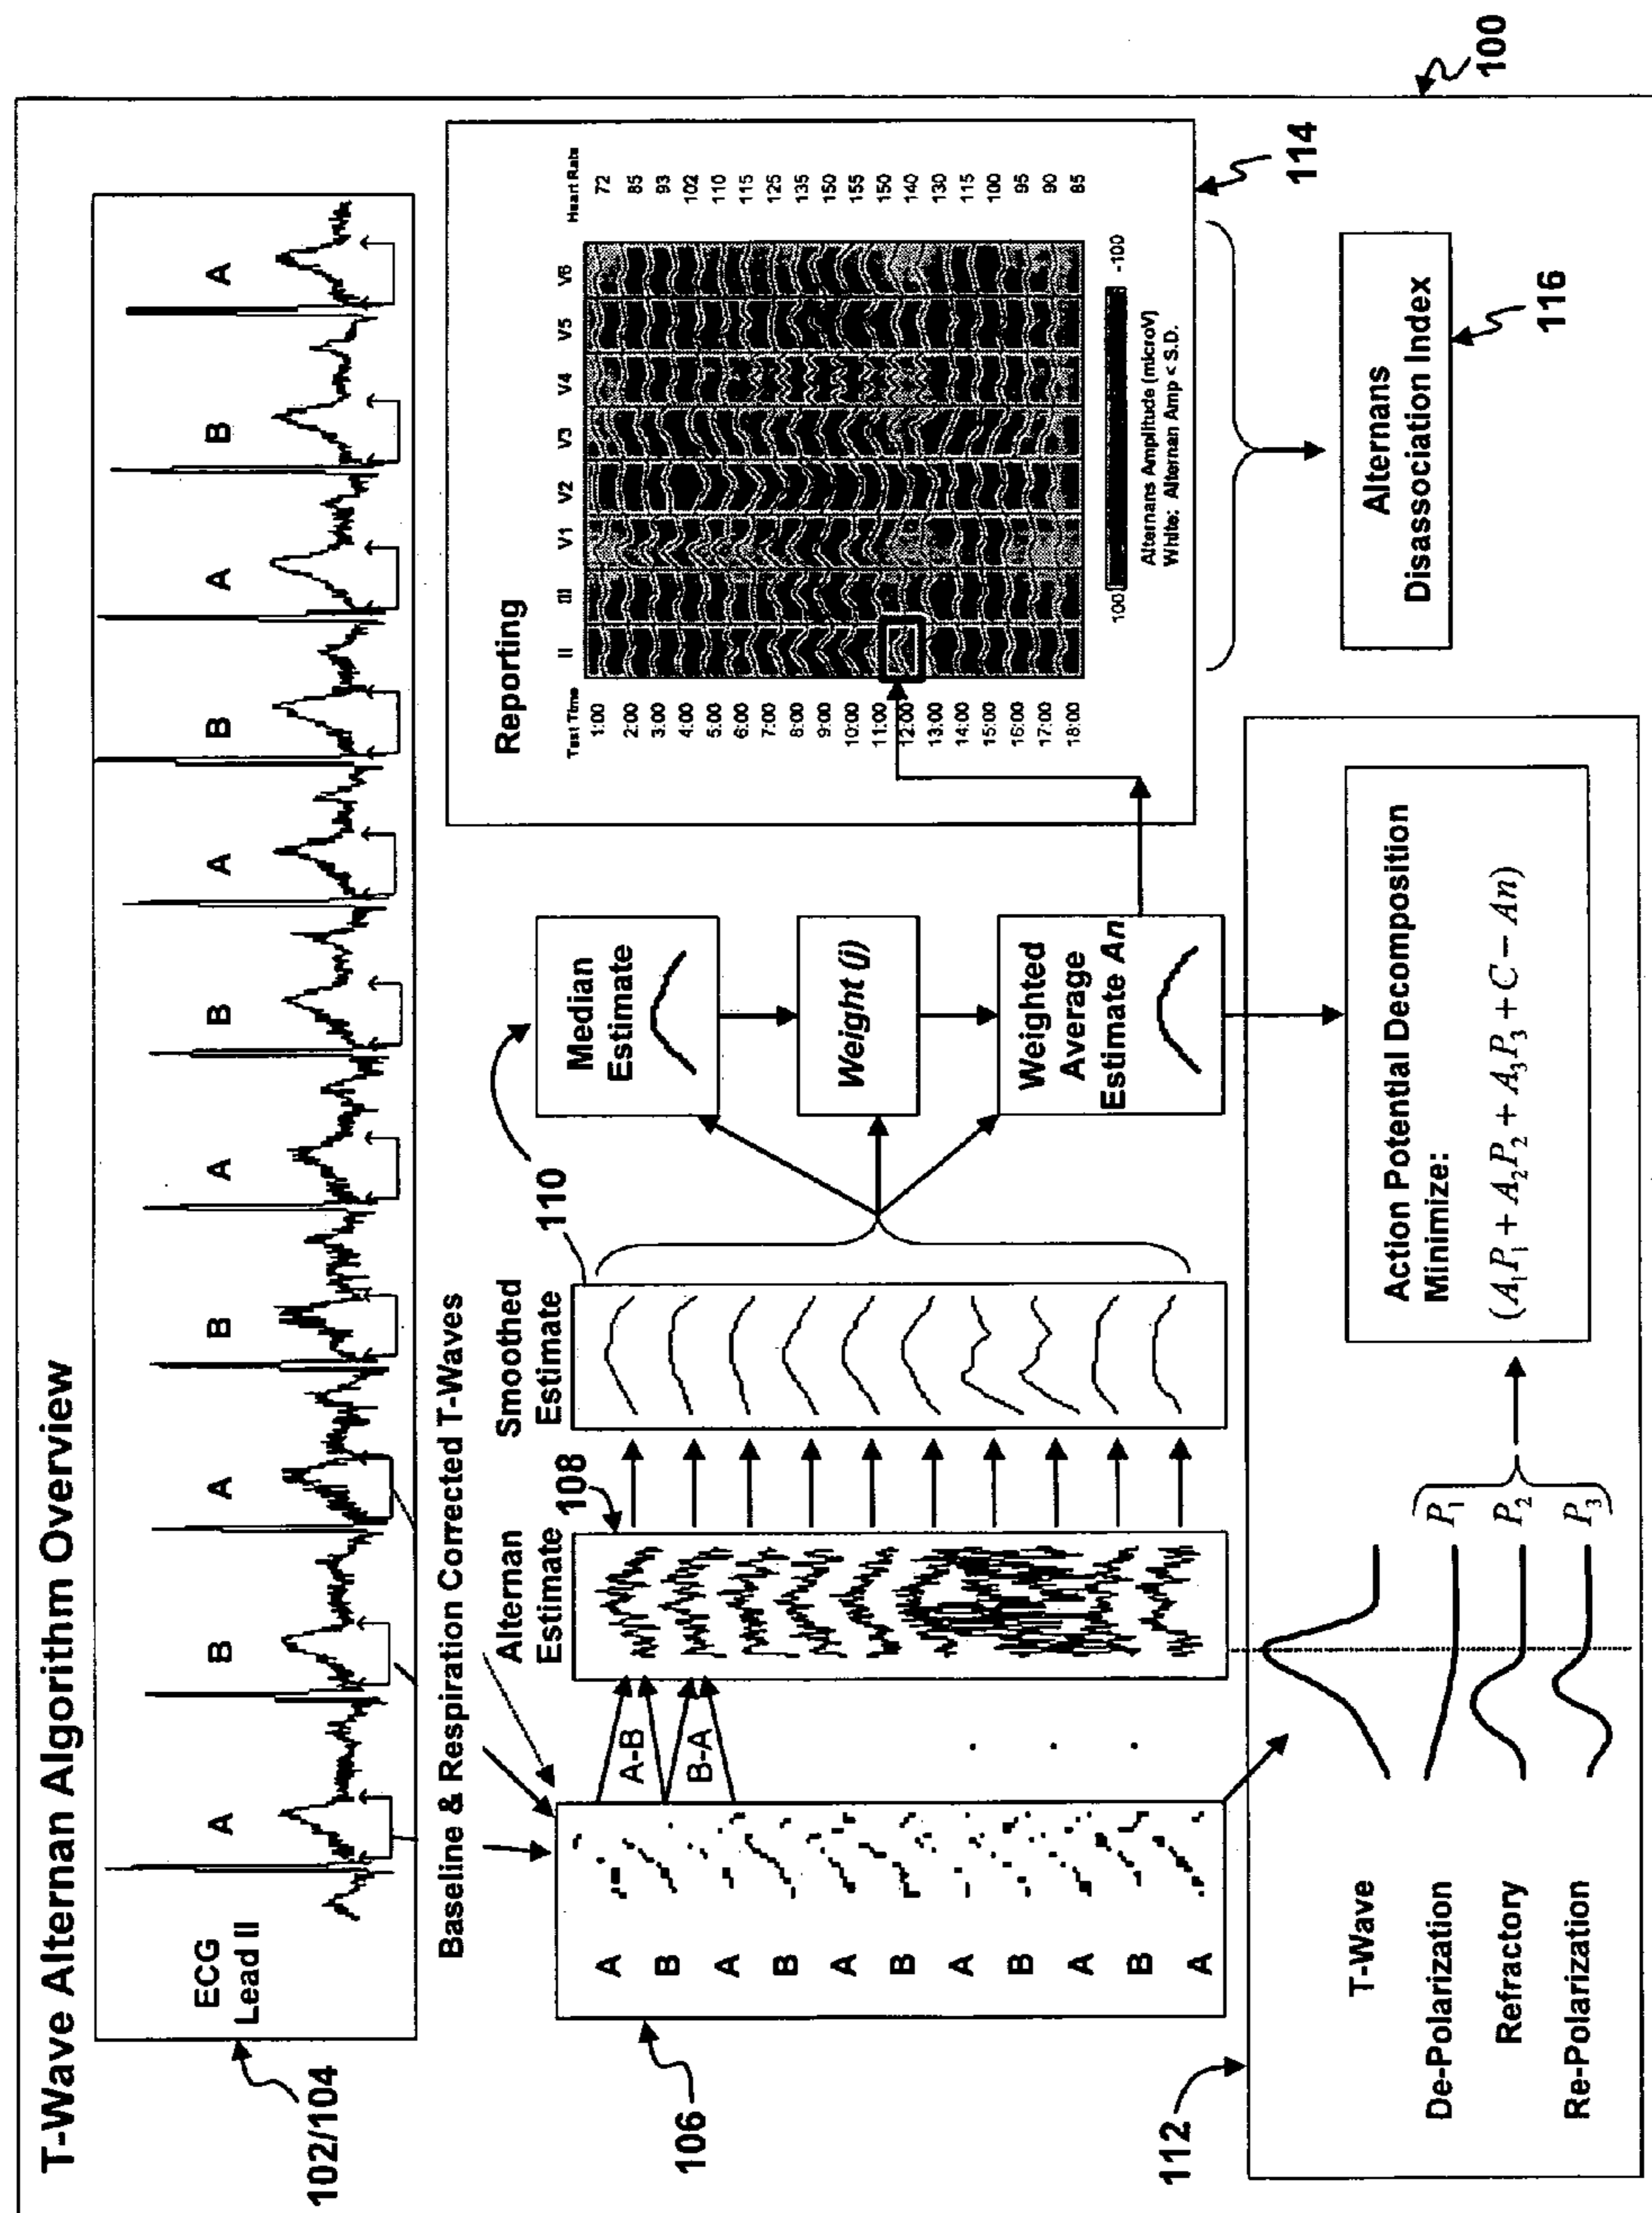 T-Wave Alternan Algorithm Overview
100
102/104
ECG
Lead II
A
B
A
B
A
B
A
B
A
B
A
Baseline & Respiration Corrected T-Waves
106
A
B
A
B
A
B
A
B
A
B
A
A-B
B-A
Alternan
Estimate
108
Smoothed
Estimate
110
Median
Estimate
Weight (j)
Weighted
Average
Estimate An
Reporting
Test Time
II
III
V1
V2
V3
V4
V5
V6
Heart Rate
1:00 72
2:00 85
3:00 93
4:00 102
5:00 110
6:00 115
7:00 125
8:00 135
9:00 150
10:00 155
11:00 150
12:00 140
13:00 130
14:00 115
15:00 100
16:00 95
17:00 90
18:00 85
100 -100
Alternans Amplitude (microV)
White: Alternan Amp < S.D.
114
Alternans
Disassociation Index
116
112
T-Wave
De-Polarization P₁
Refractory P₂
Re-Polarization P₃
Action Potential Decomposition
Minimize:
(A₁P₁ + A₂P₂ + A₃P₃ + C − An)